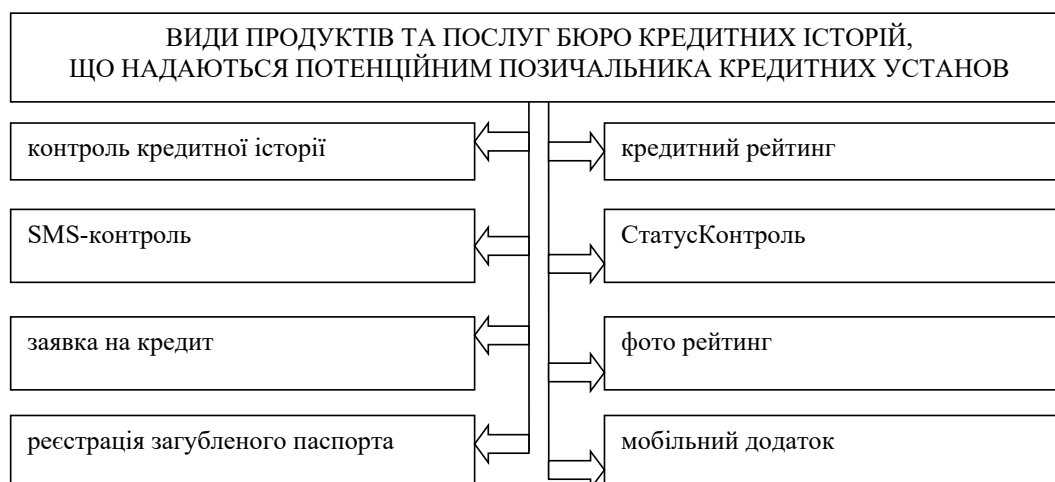 ВИДИ ПРОДУКТІВ ТА ПОСЛУГ БЮРО КРЕДИТНИХ ІСТОРІЙ,
ЩО НАДАЮТЬСЯ ПОТЕНЦІЙНИМ ПОЗИЧАЛЬНИКА КРЕДИТНИХ УСТАНОВ
контроль кредитної історії
кредитний рейтинг
SMS-контроль
СтатусКонтроль
заявка на кредит
фото рейтинг
реєстрація загубленого паспорта
мобільний додаток